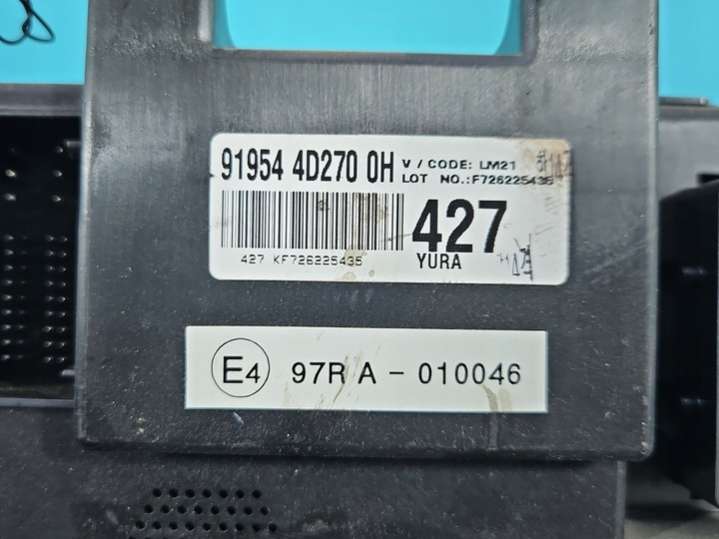 91954 4D270 0H
V / CODE: LM21
LOT NO.:F726225435
427
427 KF726225435
YURA
E4 97R A - 010046